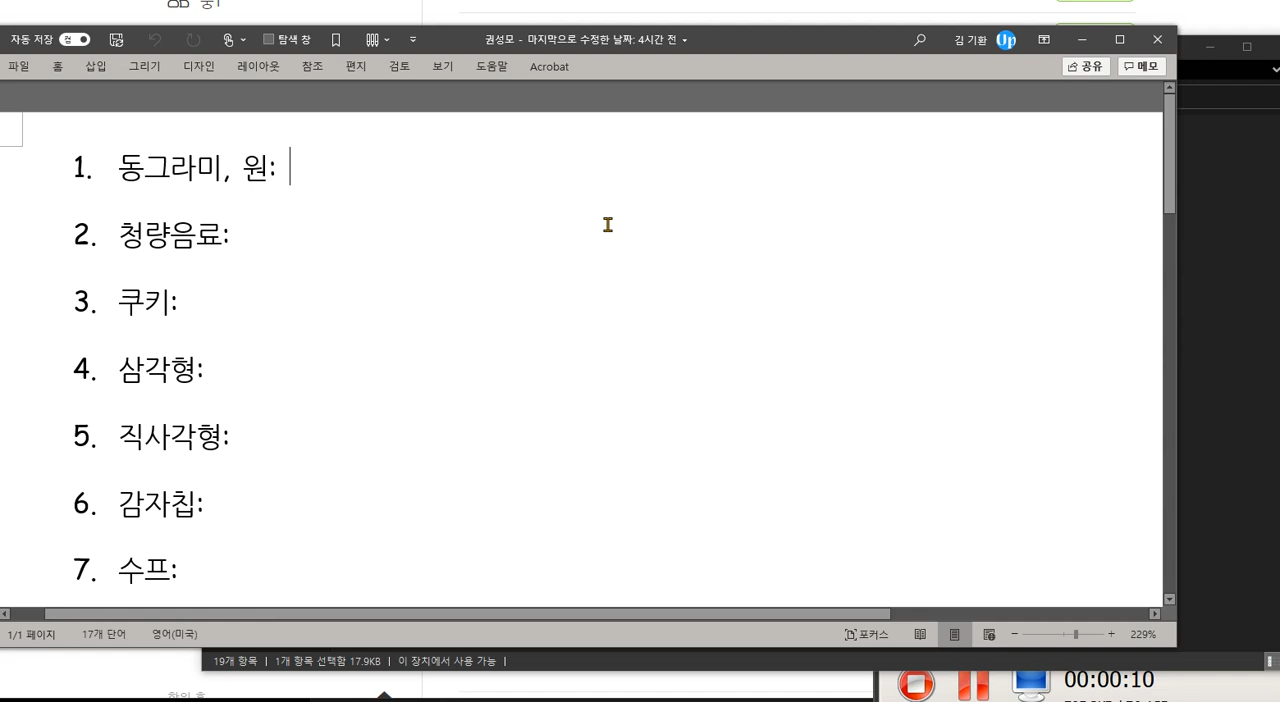 중1
자동 저장 켬 탐색 창 권성모 - 마지막으로 수정한 날짜: 4시간 전 김 기환 Up
파일 홈 삽입 그리기 디자인 레이아웃 참조 편지 검토 보기 도움말 Acrobat 공유 메모
1. 동그라미, 원:
2. 청량음료:
3. 쿠키:
4. 삼각형:
5. 직사각형:
6. 감자칩:
7. 수프:
1/1 페이지 17개 단어 영어(미국) 포커스 229%
19개 항목 1개 항목 선택함 17.9KB 이 장치에서 사용 가능
00:00:10